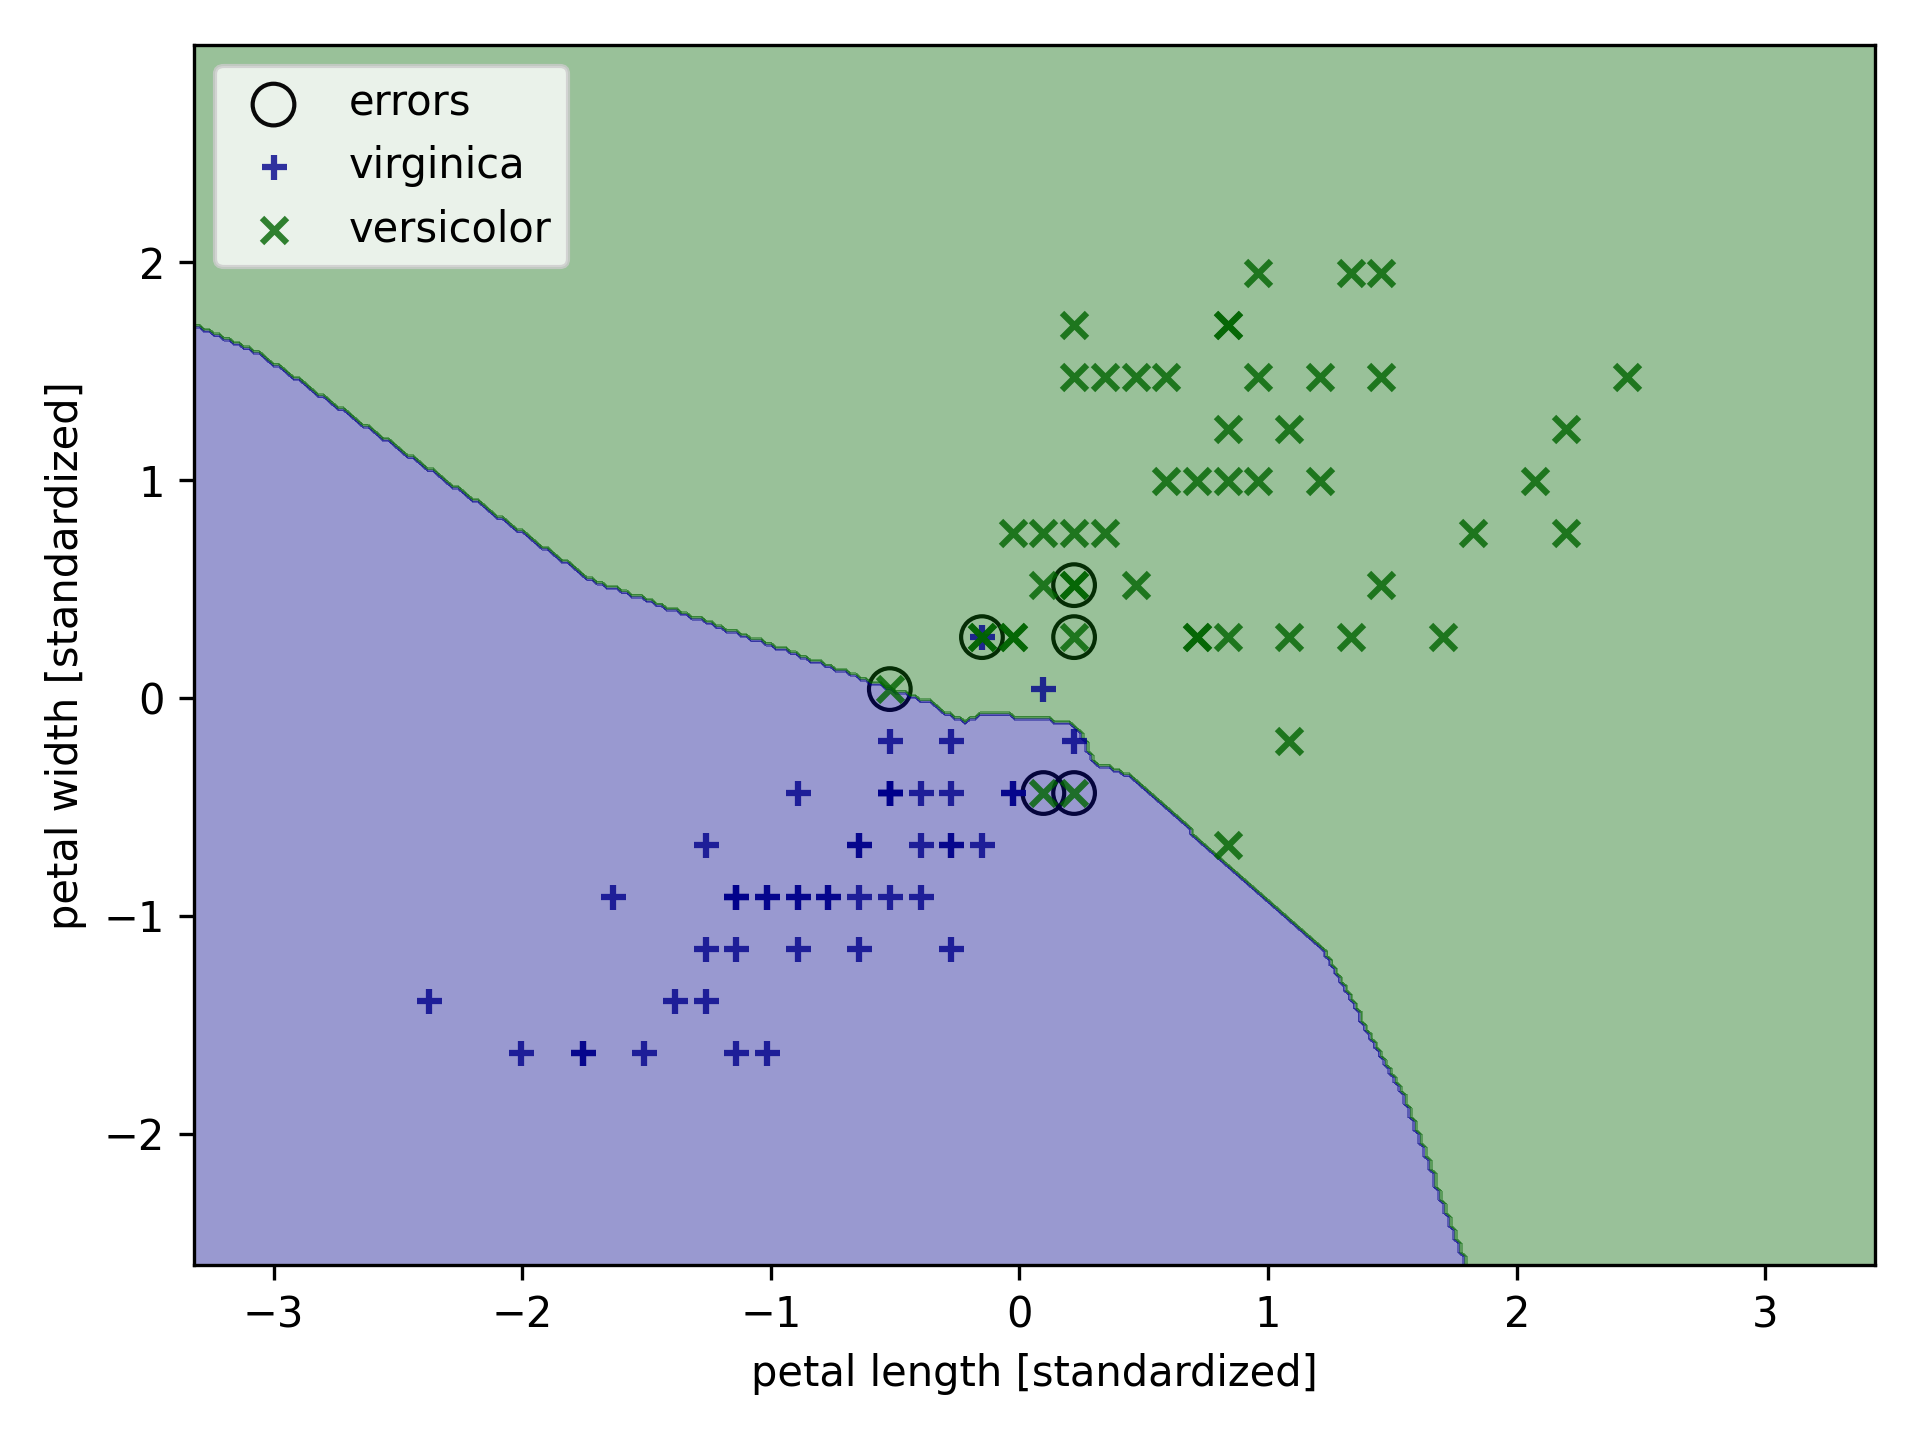 errors
virginica
versicolor
2
1
0
−1
−2
petal width [standardized]
−3
−2
−1
0
1
2
3
petal length [standardized]